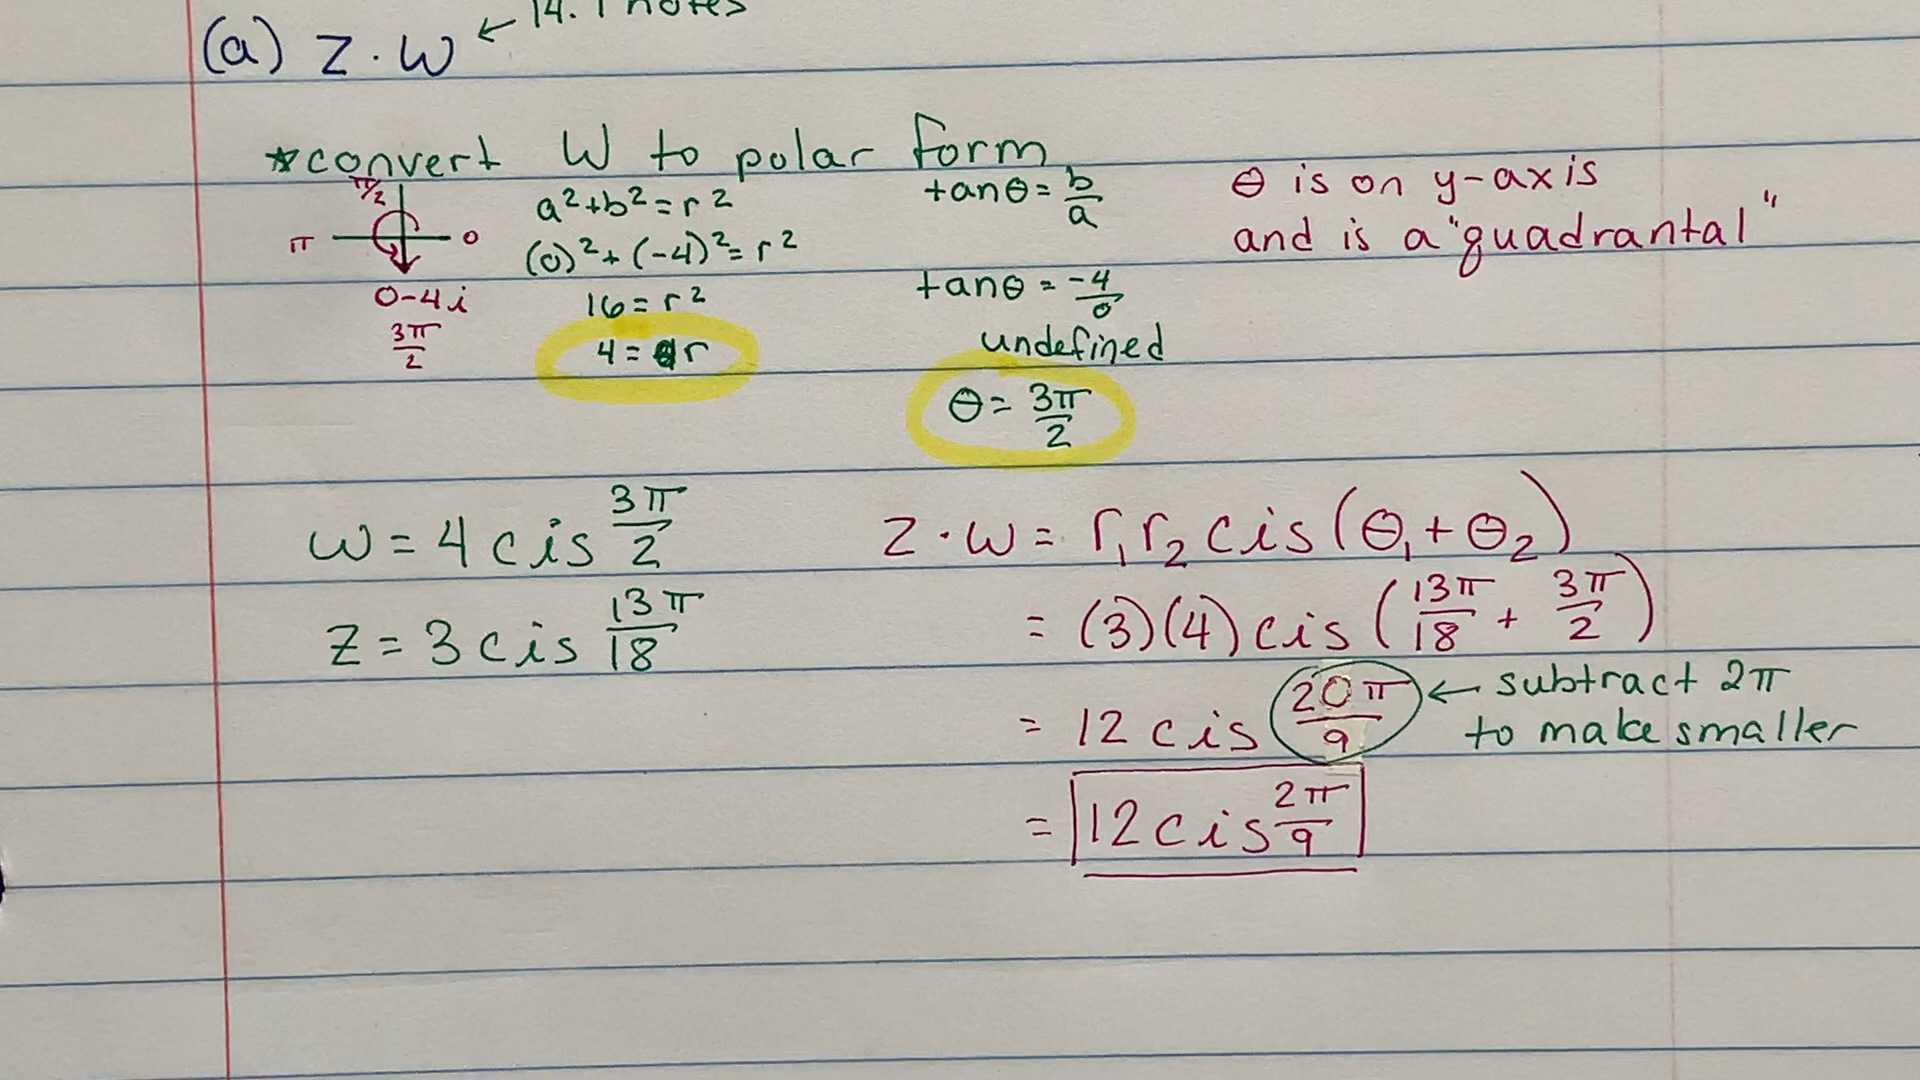 (a) z · w ← 14.1 notes
*convert w to polar form
π/2
π 0
0-4i
3π/2
a² + b² = r²
(0)² + (-4)² = r²
16 = r²
4 = r
tanθ = b/a
tanθ = -4/0
undefined
θ = 3π/2
θ is on y-axis
and is a "quadrantal"
w = 4 cis 3π/2
z = 3 cis 13π/18
z · w = r₁r₂ cis(θ₁ + θ₂)
= (3)(4) cis (13π/18 + 3π/2)
= 12 cis 20π/9 ← subtract 2π
to make smaller
= 12 cis 2π/9